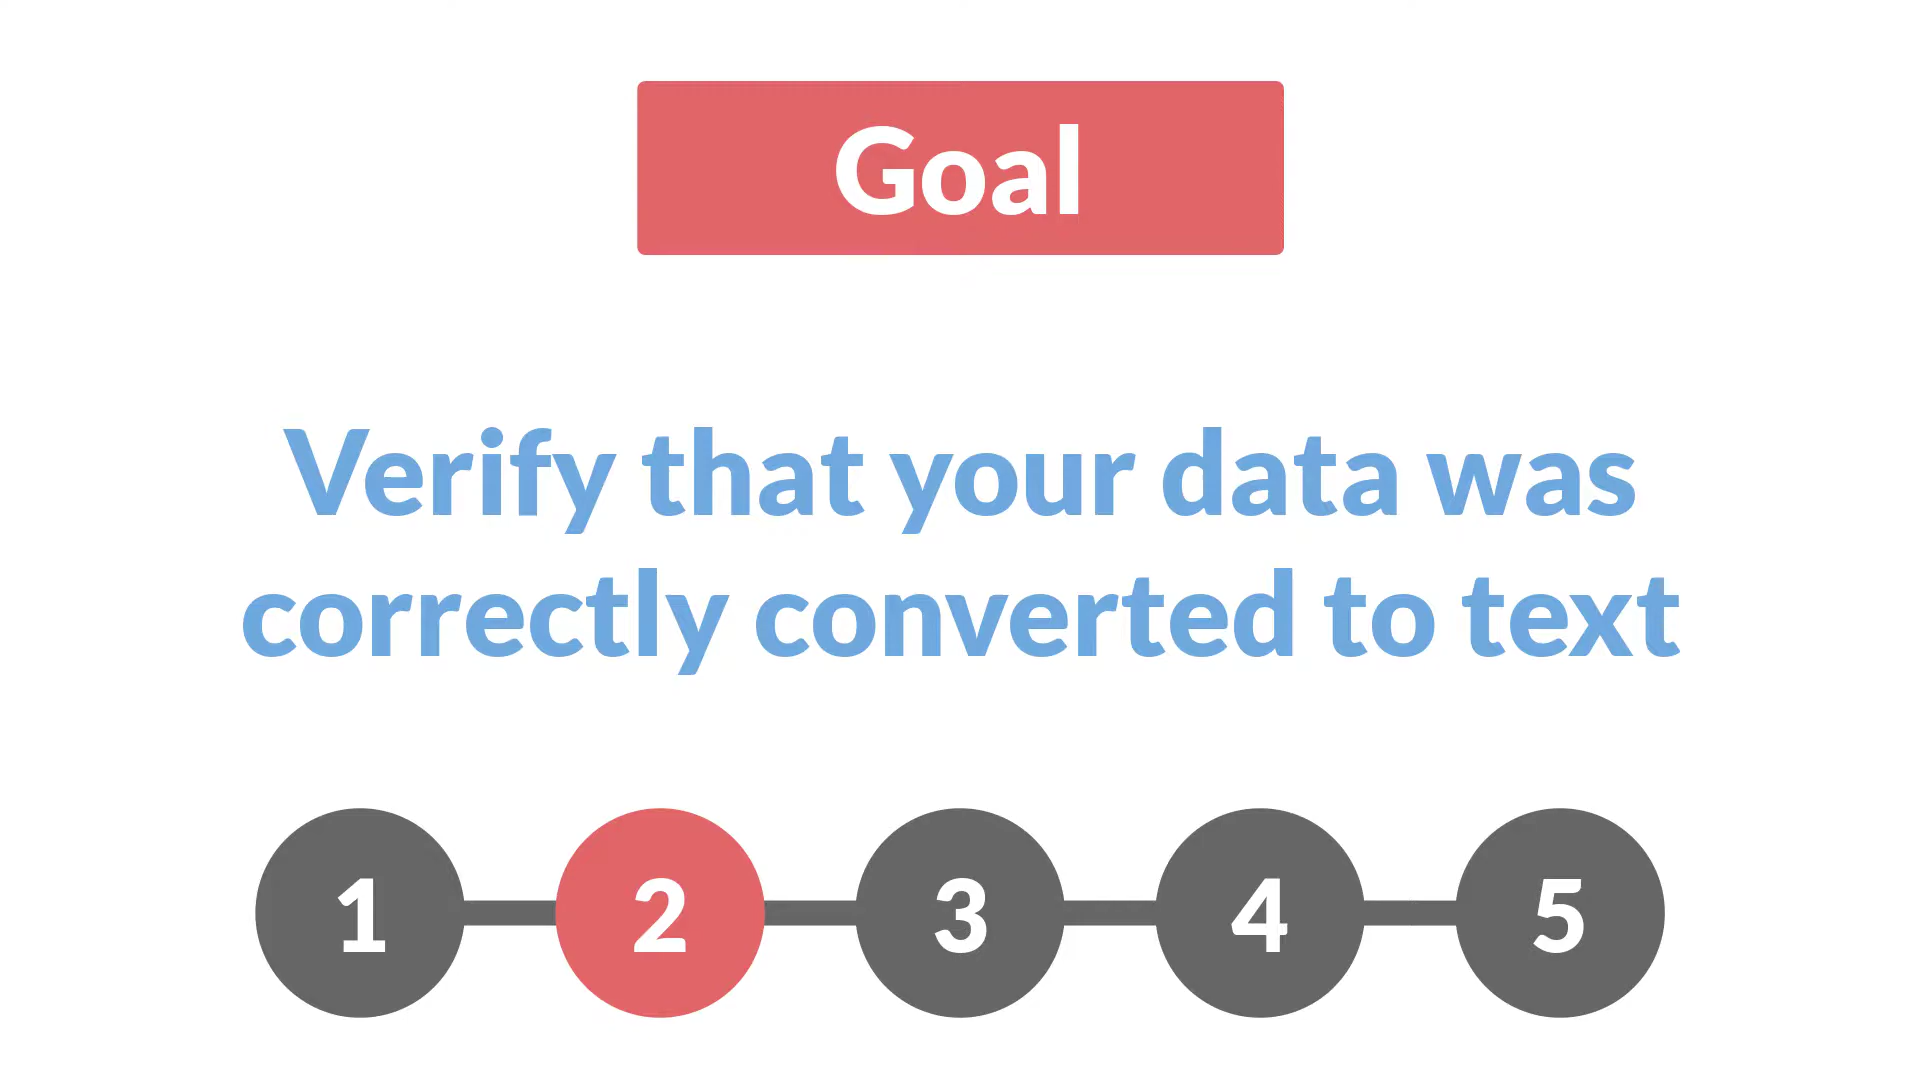 Goal
Verify that your data was
correctly converted to text
1 2 3 4 5